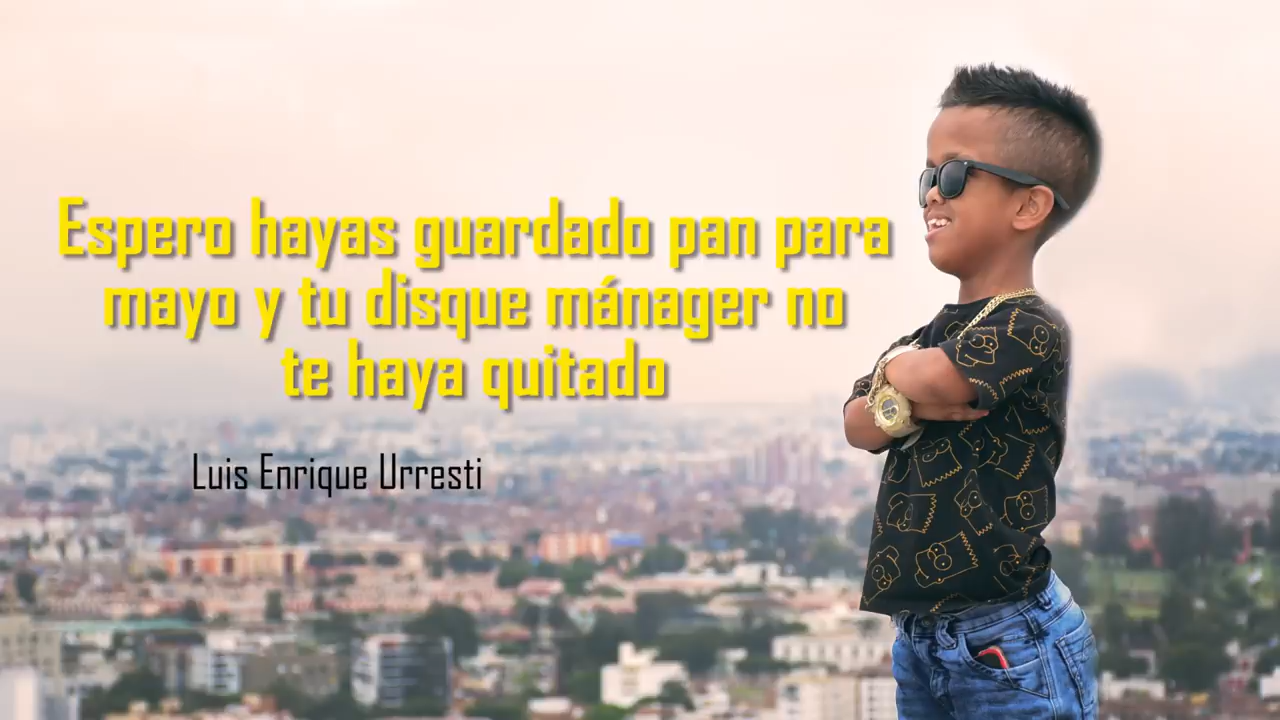 Espero hayas guardado pan para
mayo y tu disque mánager no
te haya quitado
Luis Enrique Urresti